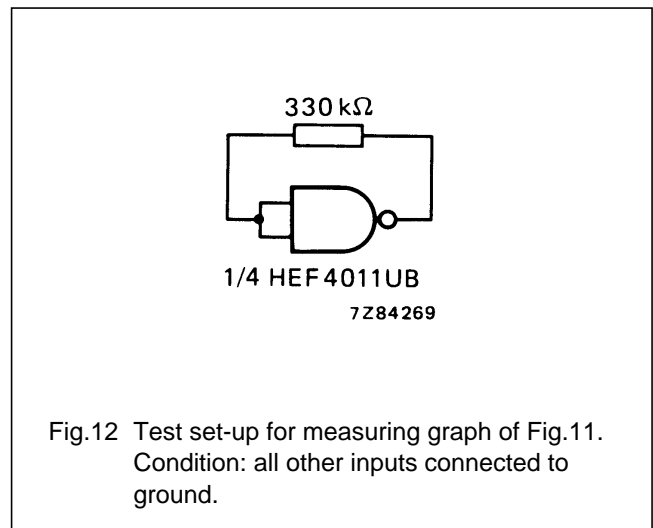 330 kΩ
1/4 HEF4011UB
7Z84269
Fig.12 Test set-up for measuring graph of Fig.11.
Condition: all other inputs connected to
ground.